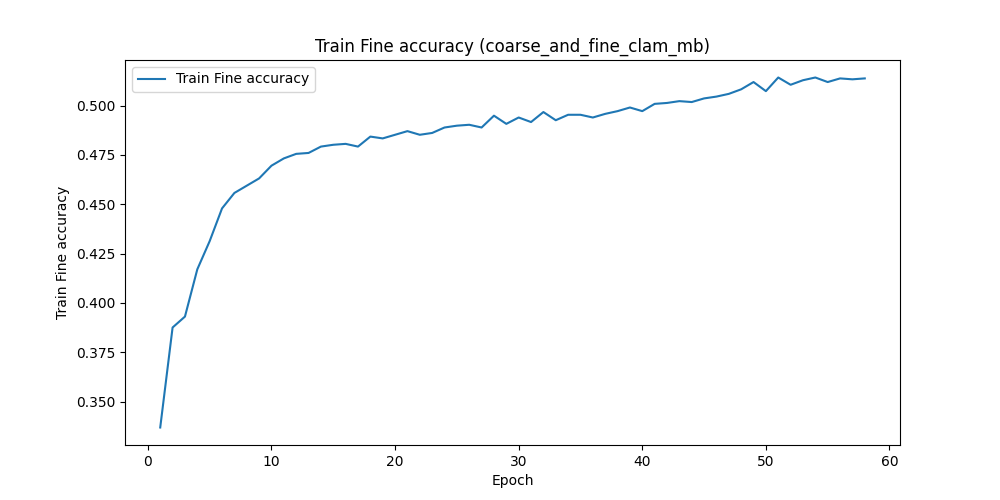 Train Fine accuracy (coarse_and_fine_clam_mb)
Train Fine accuracy
0.500
0.475
0.450
0.425
0.400
0.375
0.350
Train Fine accuracy
0 10 20 30 40 50 60
Epoch